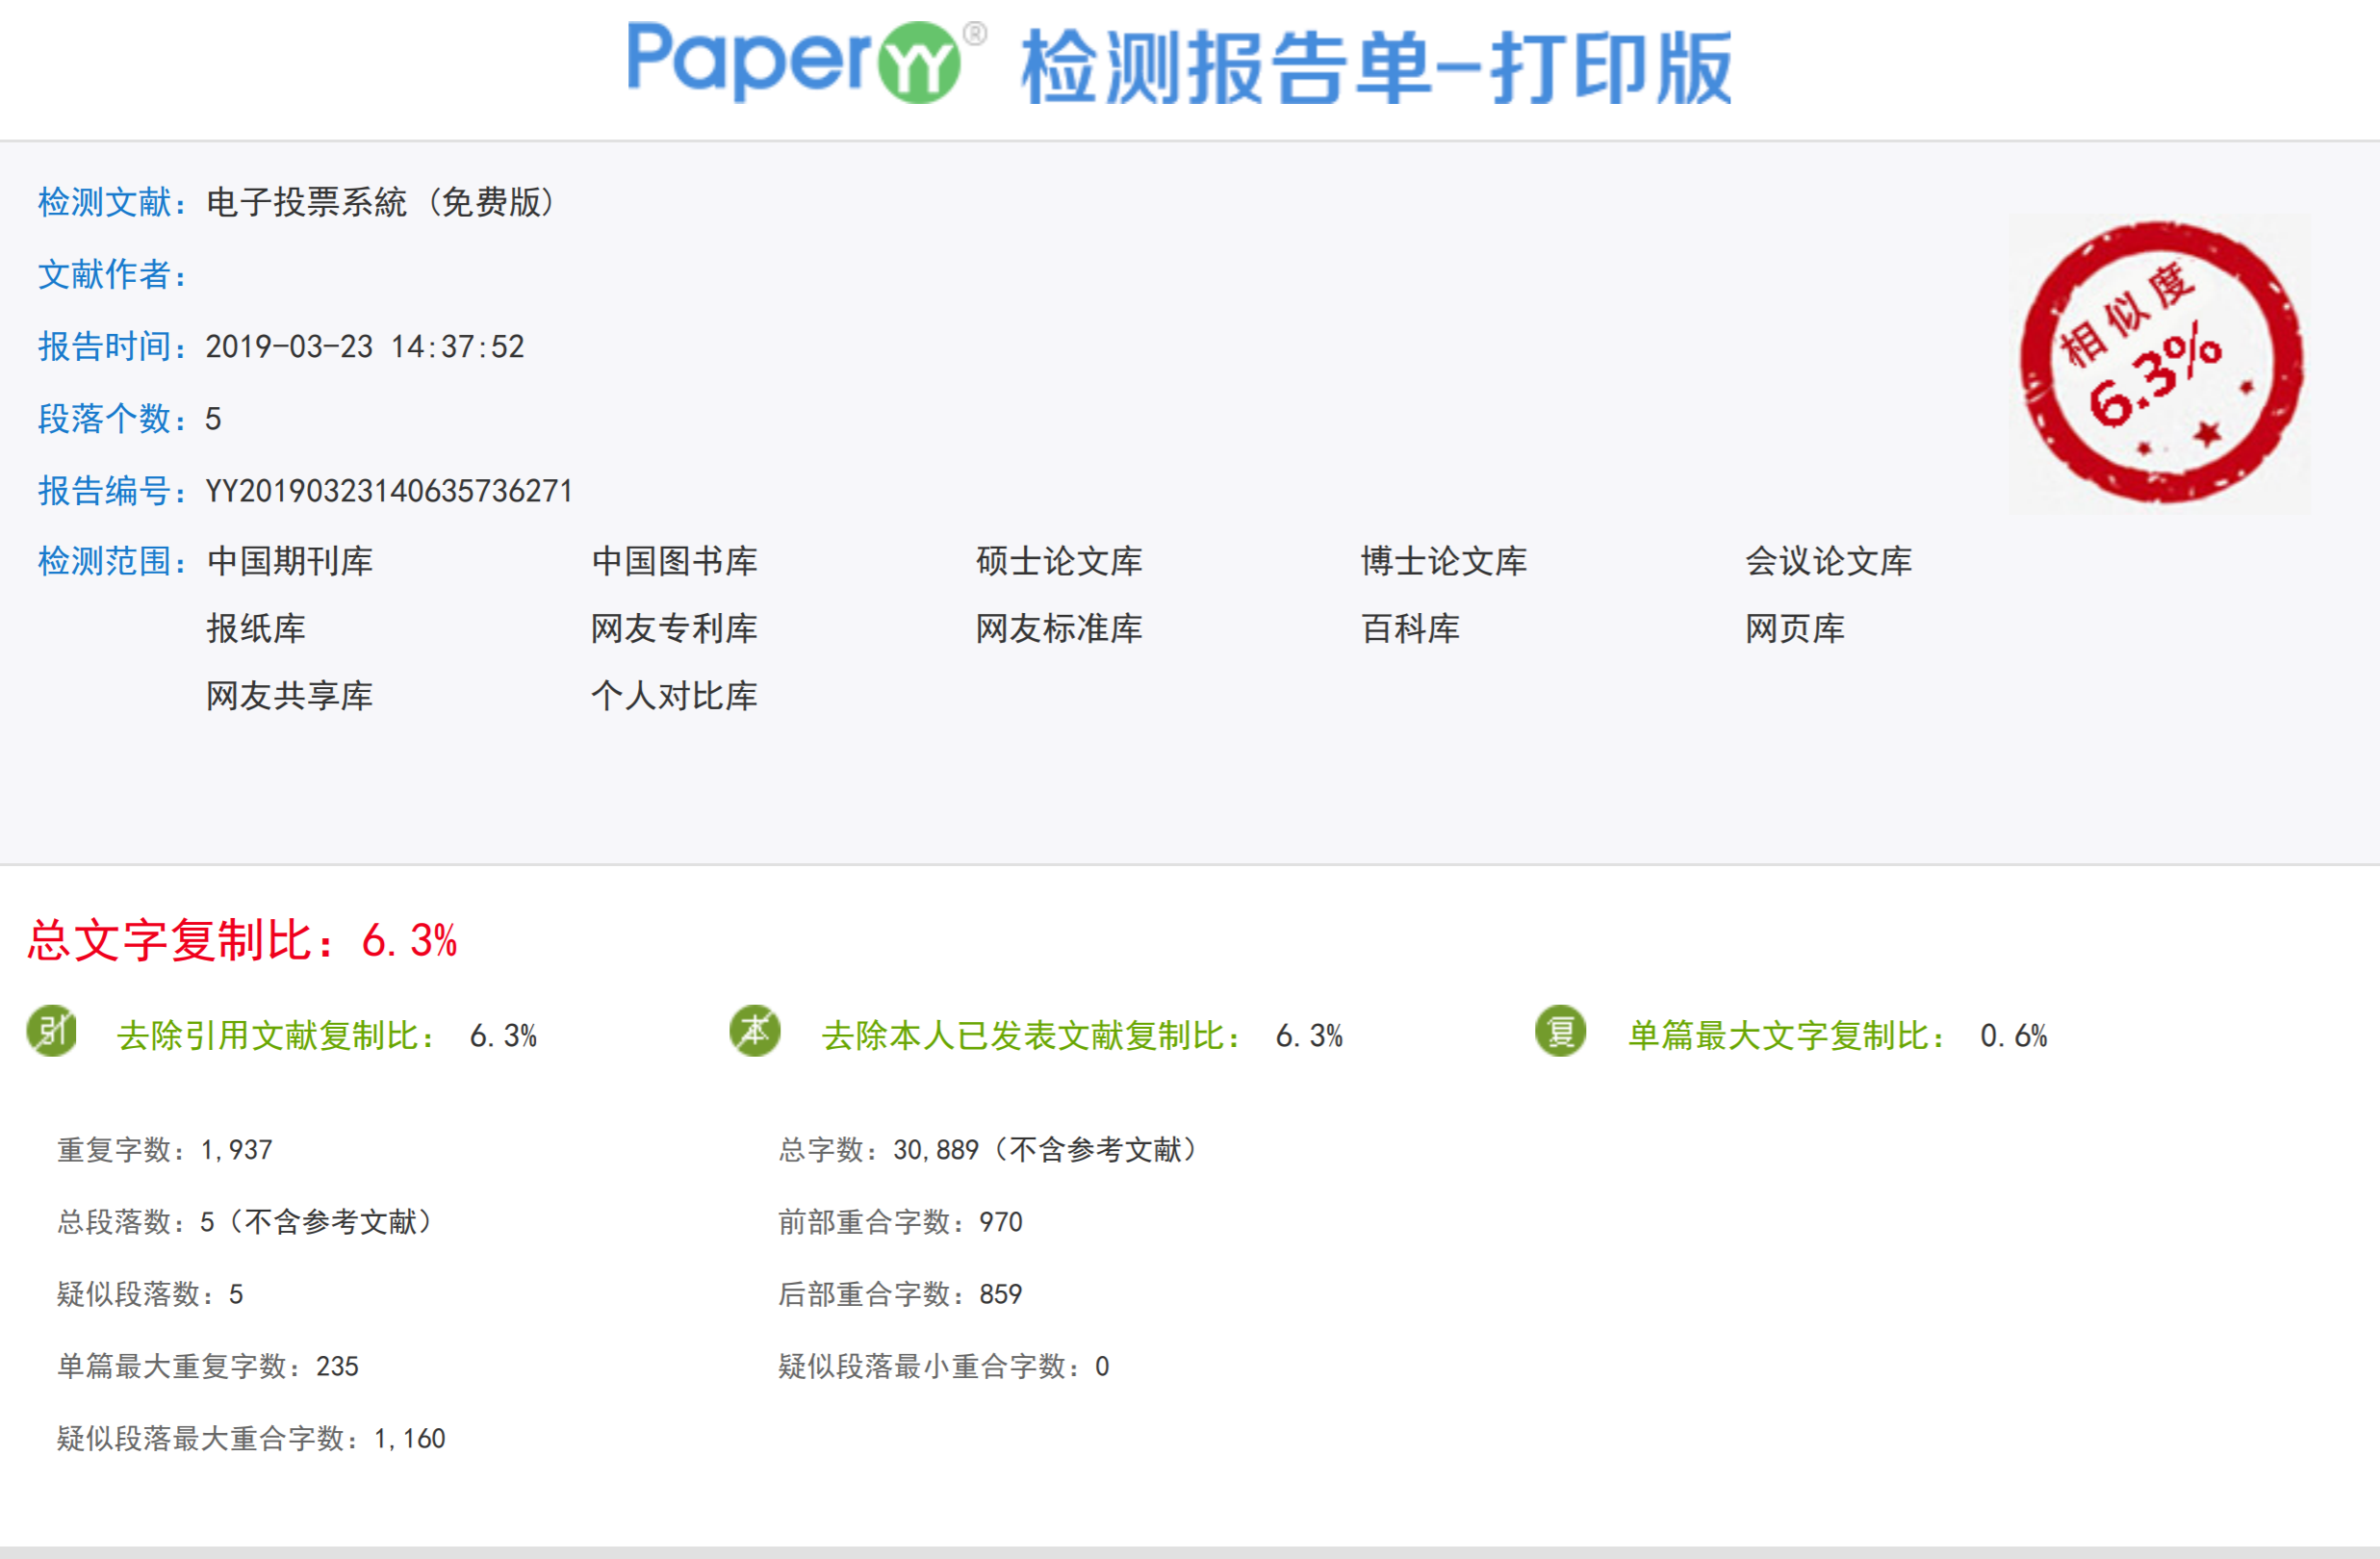 PaperYY® 检测报告单-打印版
检测文献：电子投票系統（免费版）
文献作者：
报告时间：2019-03-23 14:37:52
段落个数：5
报告编号：YY20190323140635736271
检测范围：中国期刊库 中国图书库 硕士论文库 博士论文库 会议论文库
报纸库 网友专利库 网友标准库 百科库 网页库
网友共享库 个人对比库
相似度
6.3%
总文字复制比：6.3%
引 去除引用文献复制比：6.3% 本 去除本人已发表文献复制比：6.3% 复 单篇最大文字复制比：0.6%
重复字数：1,937 总字数：30,889（不含参考文献）
总段落数：5（不含参考文献） 前部重合字数：970
疑似段落数：5 后部重合字数：859
单篇最大重复字数：235 疑似段落最小重合字数：0
疑似段落最大重合字数：1,160